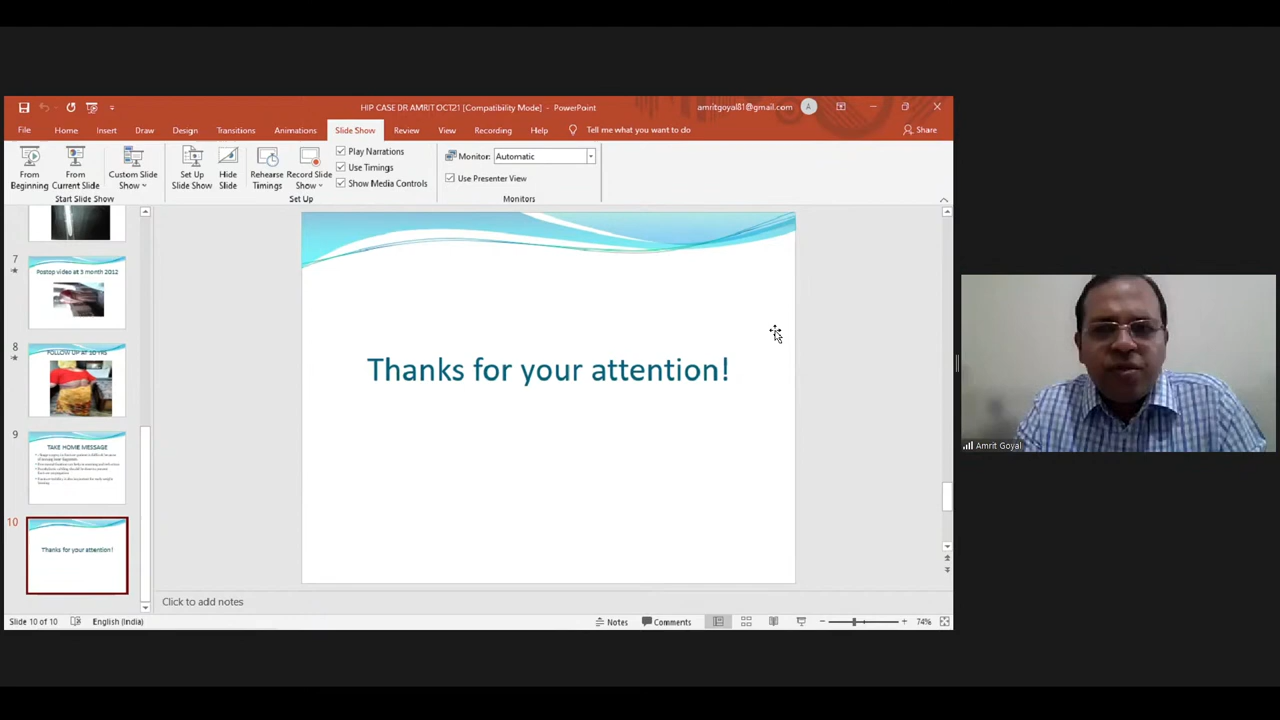 HIP CASE DR AMRIT OCT21 [Compatibility Mode] - PowerPoint
amritgoyal81@gmail.com
A
File Home Insert Draw Design Transitions Animations Slide Show Review View Recording Help Tell me what you want to do
Share
From Beginning
From Current Slide
Custom Slide Show
Start Slide Show
Set Up Slide Show
Hide Slide
Rehearse Timings
Record Slide Show
Play Narrations
Use Timings
Show Media Controls
Set Up
Monitor: Automatic
Use Presenter View
Monitors
7
Postop video at 3 month 2012
8
FOLLOW UP AT 10 YRS
9
TAKE HOME MESSAGE
10
Thanks for your attention!
Thanks for your attention!
Click to add notes
Slide 10 of 10
English (India)
Notes
Comments
74%
Amrit Goyal